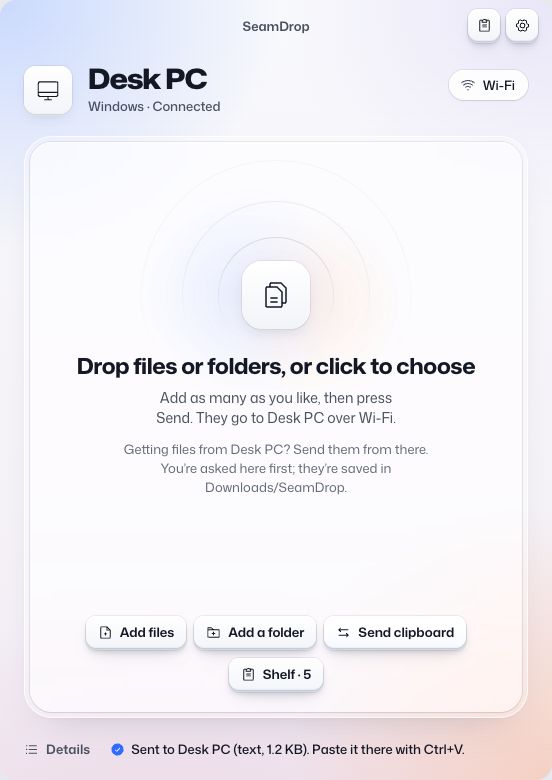 SeamDrop
Desk PC
Windows · Connected
Wi-Fi
Drop files or folders, or click to choose
Add as many as you like, then press
Send. They go to Desk PC over Wi-Fi.
Getting files from Desk PC? Send them from there.
You're asked here first; they're saved in
Downloads/SeamDrop.
Add files
Add a folder
Send clipboard
Shelf · 5
Details
Sent to Desk PC (text, 1.2 KB). Paste it there with Ctrl+V.